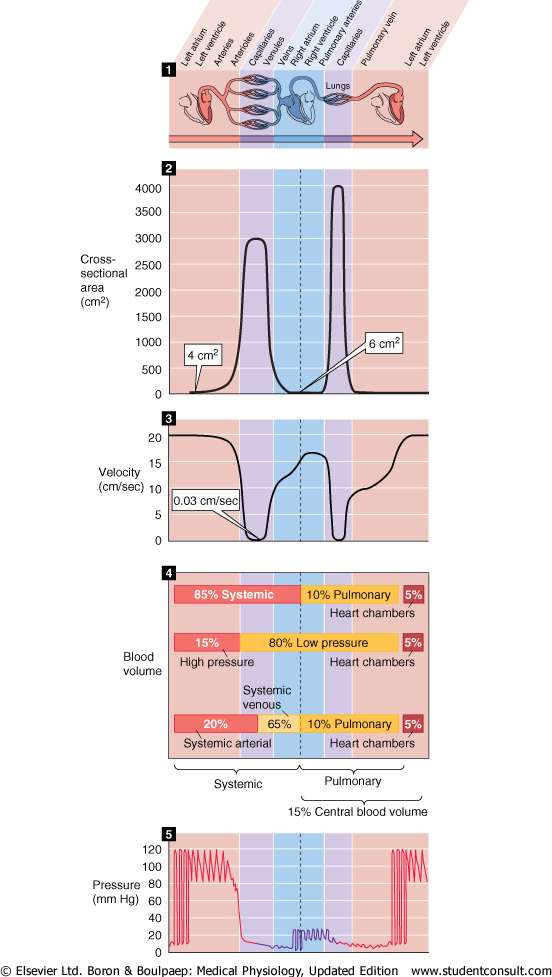 Left atrium
Left ventricle
Arteries
Arterioles
Capillaries
Venules
Veins
Right atrium
Right ventricle
Pulmonary arteries
Capillaries
Pulmonary vein
Left atrium
Left ventricle
1
Lungs
2
Cross-
sectional
area
(cm2)
4000
3500
3000
2500
2000
1500
1000
500
0
4 cm2
6 cm2
3
Velocity
(cm/sec)
20
15
10
5
0
0.03 cm/sec
4
Blood
volume
85% Systemic
10% Pulmonary
5%
Heart chambers
15%
80% Low pressure
5%
High pressure
Heart chambers
Systemic
venous
20%
65%
10% Pulmonary
5%
Systemic arterial
Heart chambers
Systemic
Pulmonary
15% Central blood volume
5
Pressure
(mm Hg)
120
100
80
60
40
20
0
© Elsevier Ltd. Boron & Boulpaep: Medical Physiology, Updated Edition www.studentconsult.com